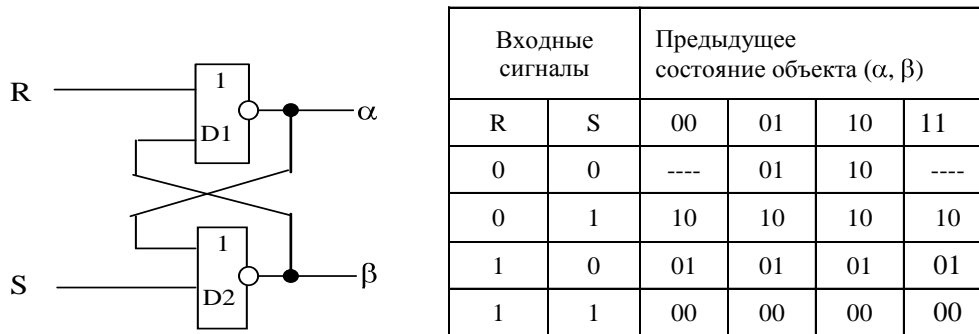 R
1
D1
α
1
D2
S
β
Входные сигналы
Предыдущее
состояние объекта (α, β)
R S 00 01 10 11
0 0 ---- 01 10 ----
0 1 10 10 10 10
1 0 01 01 01 01
1 1 00 00 00 00